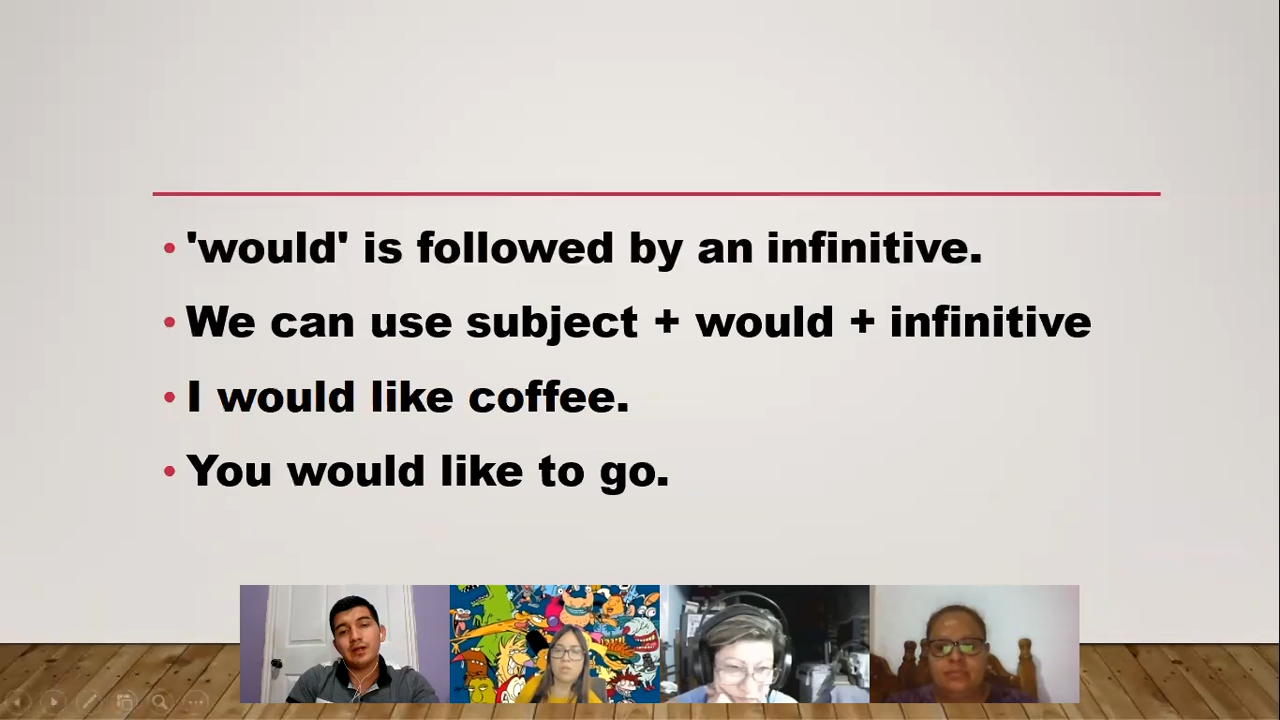 'would' is followed by an infinitive.
We can use subject + would + infinitive
I would like coffee.
You would like to go.